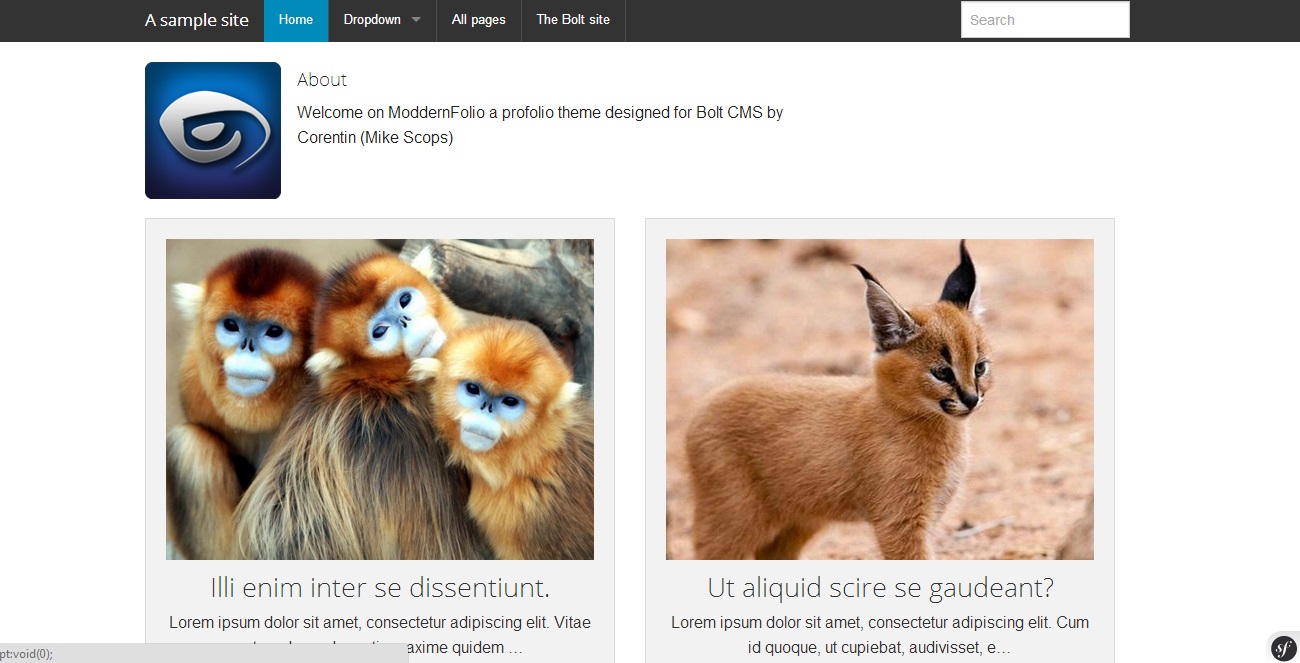 A sample site
Home
Dropdown
All pages
The Bolt site
Search
About
Welcome on ModdernFolio a profolio theme designed for Bolt CMS by
Corentin (Mike Scops)
Illi enim inter se dissentiunt.
Lorem ipsum dolor sit amet, consectetur adipiscing elit. Vitae
axime quidem …
Ut aliquid scire se gaudeant?
Lorem ipsum dolor sit amet, consectetur adipiscing elit. Cum
id quoque, ut cupiebat, audivisset, e…
pt:void(0);
sf